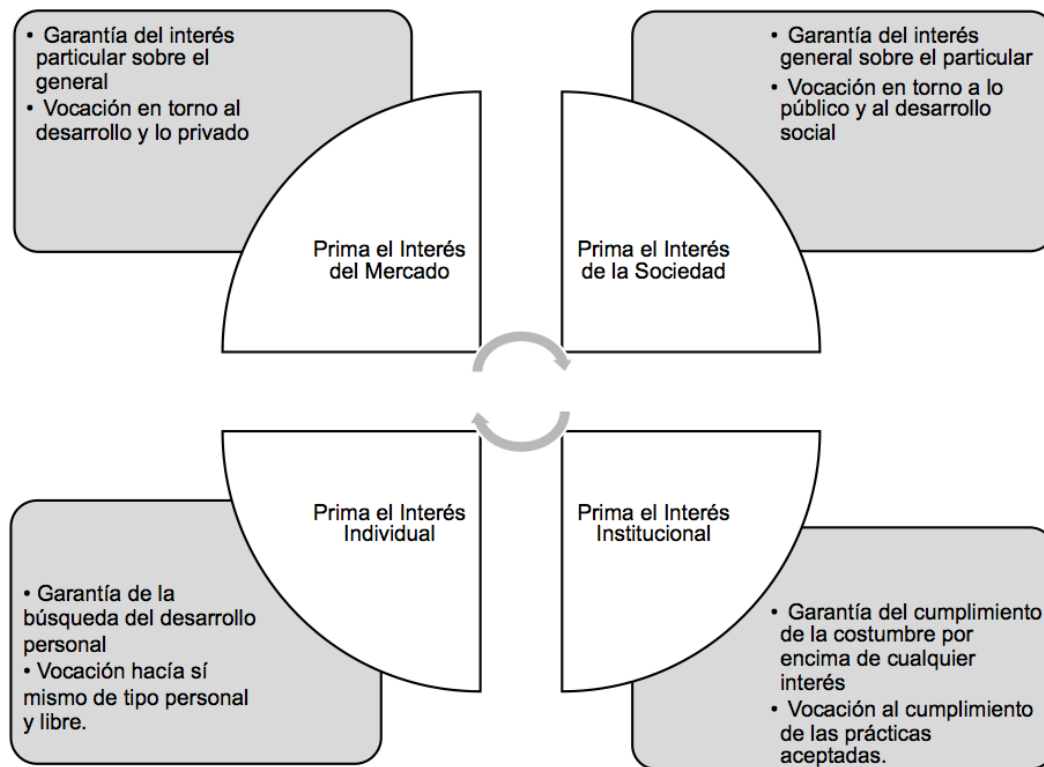 • Garantía del interés
particular sobre el
general
• Vocación en torno al
desarrollo y lo privado
• Garantía del interés
general sobre el particular
• Vocación en torno a lo
público y al desarrollo
social
Prima el Interés
del Mercado
Prima el Interés
de la Sociedad
Prima el Interés
Individual
Prima el Interés
Institucional
• Garantía de la
búsqueda del desarrollo
personal
• Vocación hacía sí
mismo de tipo personal
y libre.
• Garantía del cumplimiento
de la costumbre por
encima de cualquier
interés
• Vocación al cumplimiento
de las prácticas
aceptadas.